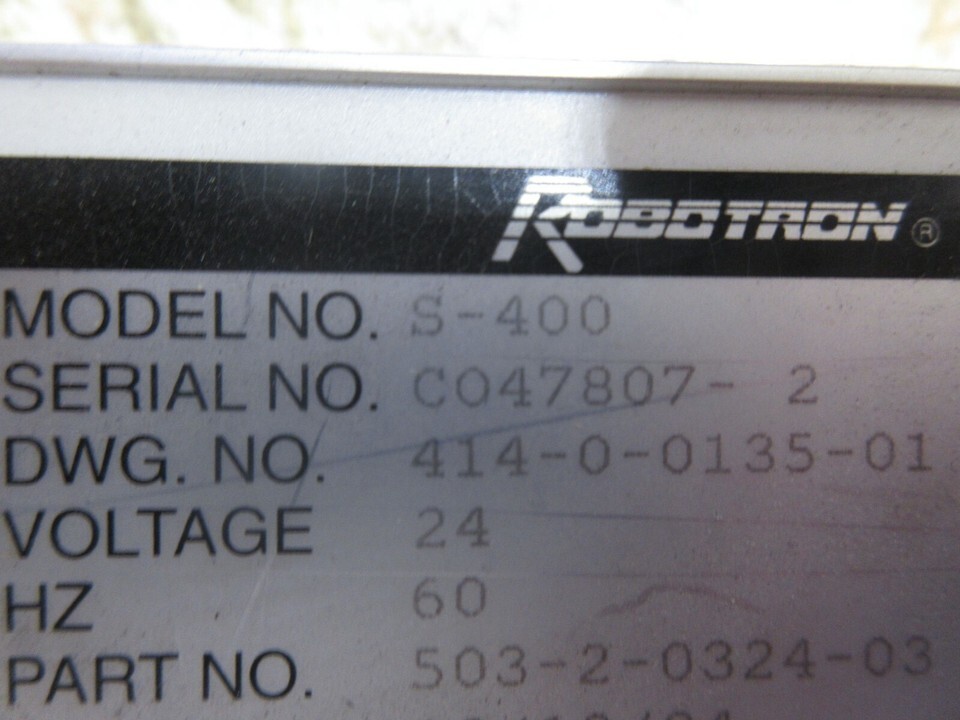 ROBOTRON ®
MODEL NO. S-400
SERIAL NO. C047807- 2
DWG. NO. 414-0-0135-01
VOLTAGE 24
HZ 60
PART NO. 503-2-0324-03